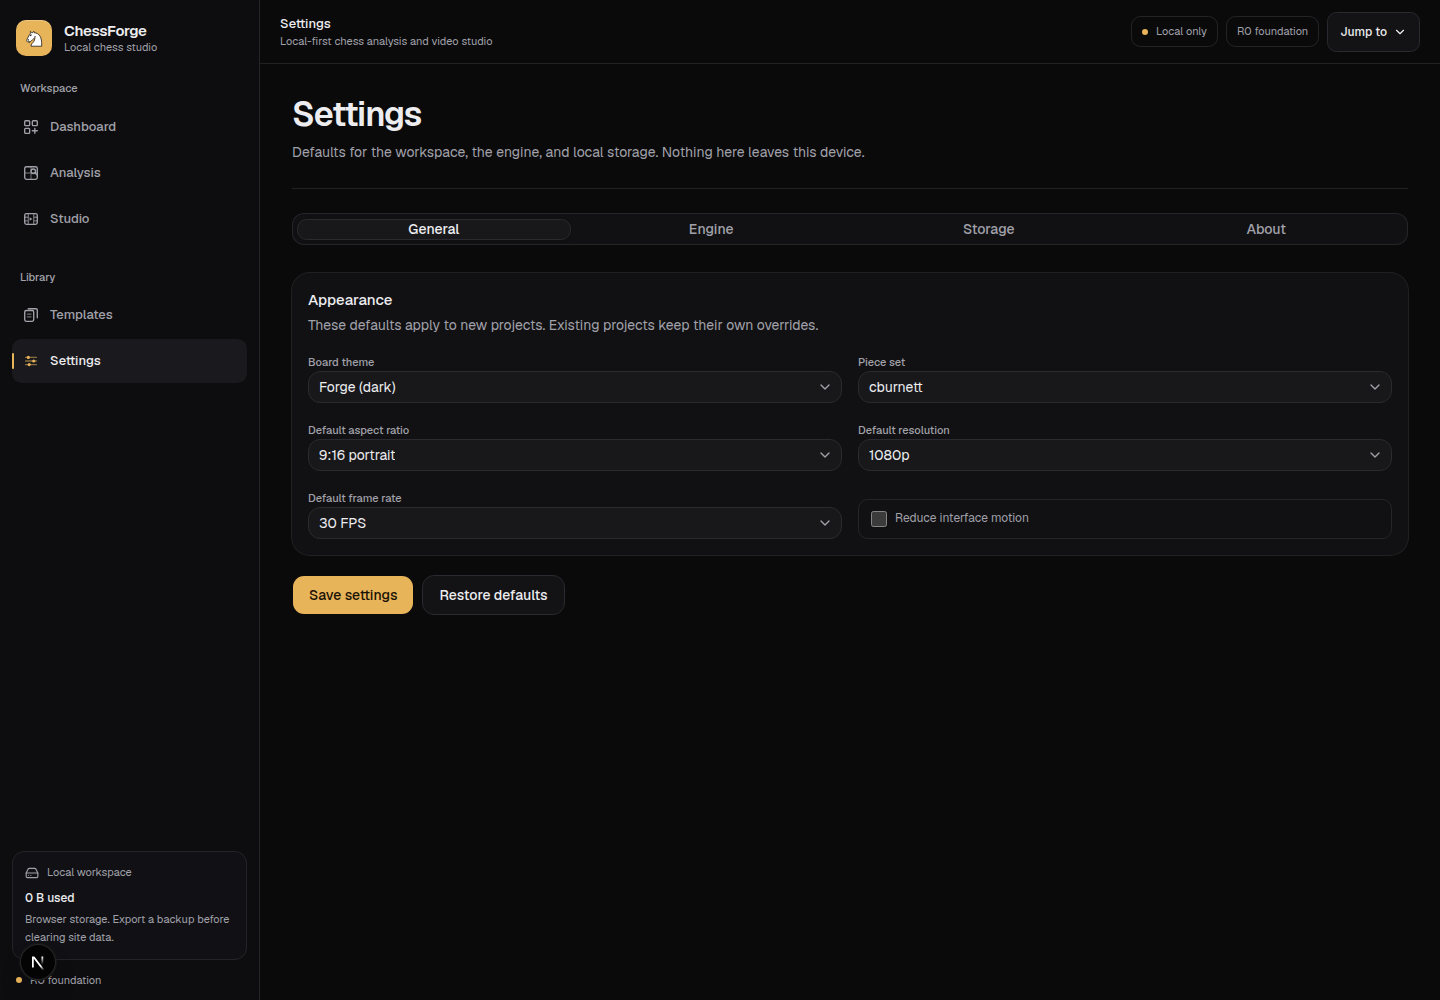 ChessForge
Local chess studio
Workspace
Dashboard
Analysis
Studio
Library
Templates
Settings
Local workspace
0 B used
Browser storage. Export a backup before
clearing site data.
R0 foundation
Settings
Local-first chess analysis and video studio
Local only
R0 foundation
Jump to
Settings
Defaults for the workspace, the engine, and local storage. Nothing here leaves this device.
General
Engine
Storage
About
Appearance
These defaults apply to new projects. Existing projects keep their own overrides.
Board theme
Forge (dark)
Piece set
cburnett
Default aspect ratio
9:16 portrait
Default resolution
1080p
Default frame rate
30 FPS
Reduce interface motion
Save settings
Restore defaults